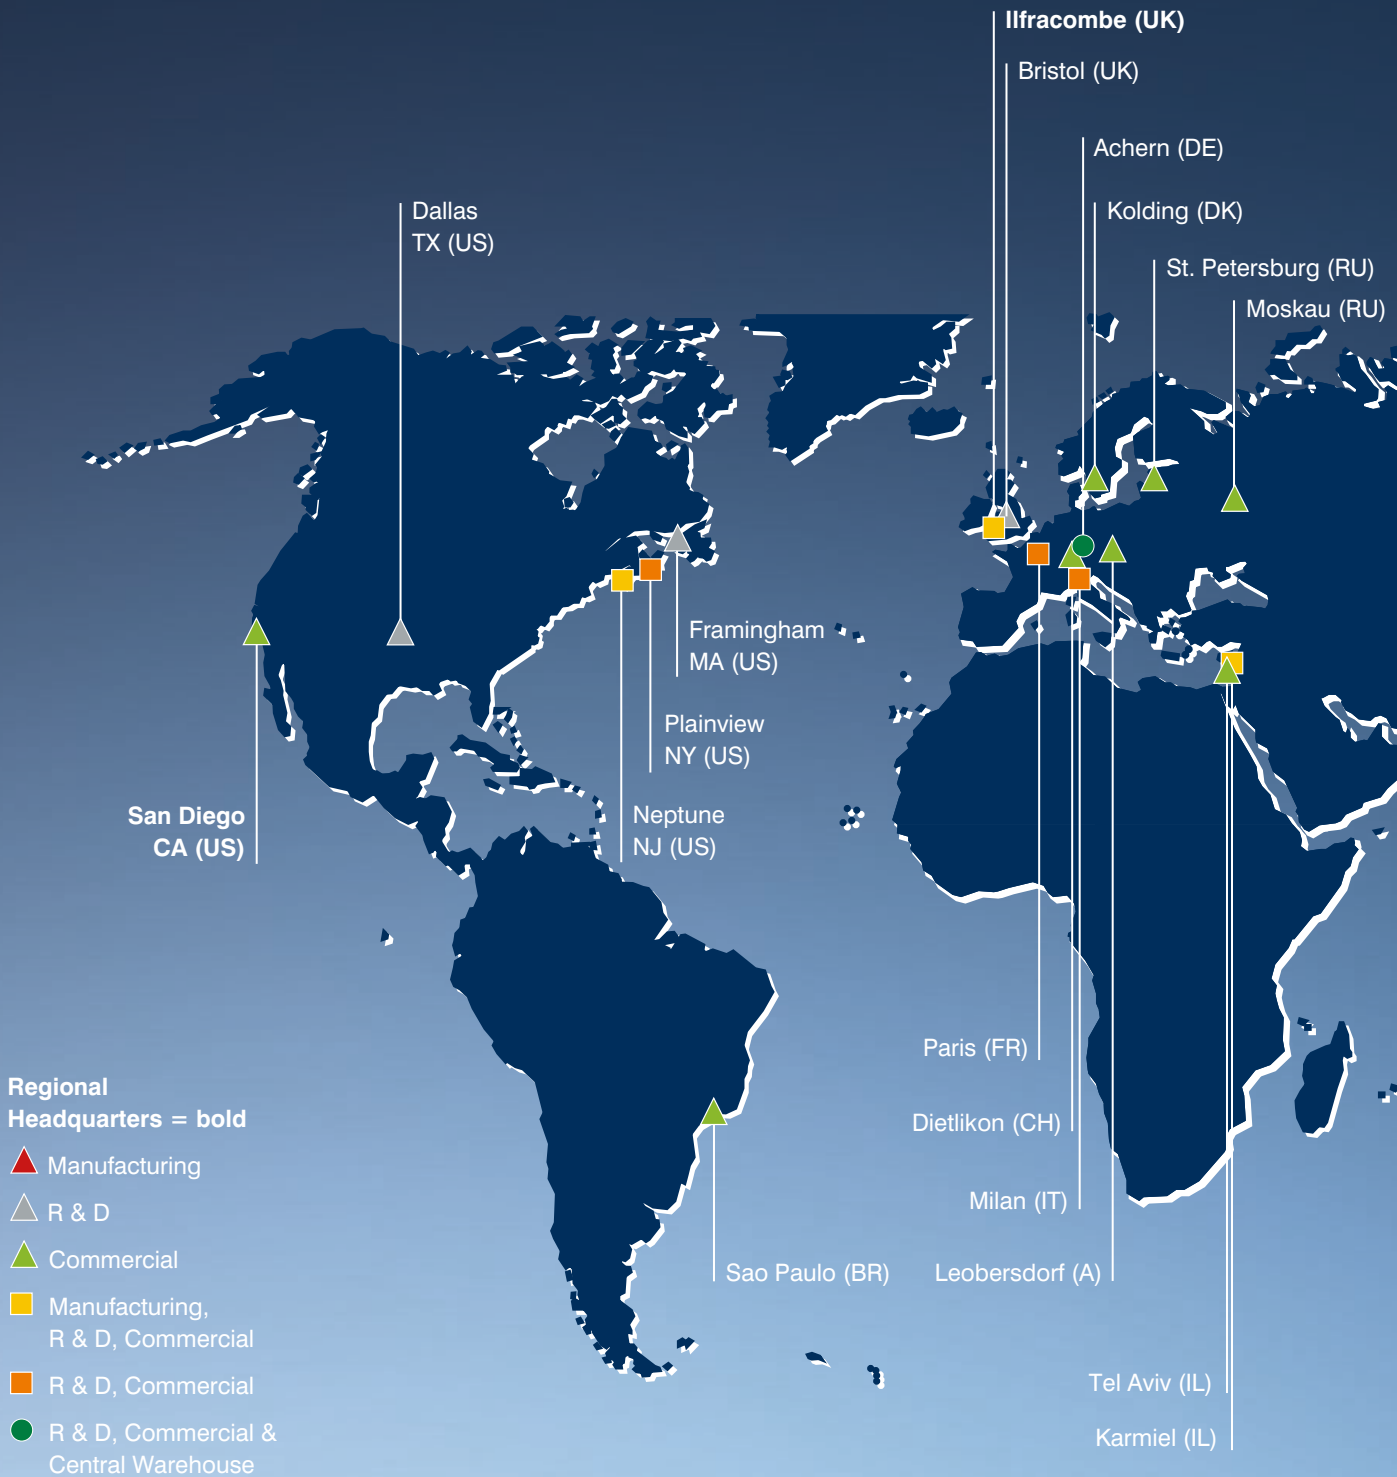 Ilfracombe (UK)
Bristol (UK)
Achern (DE)
Dallas
TX (US)
Kolding (DK)
St. Petersburg (RU)
Moskau (RU)
Framingham
MA (US)
Plainview
NY (US)
San Diego
CA (US)
Neptune
NJ (US)
Paris (FR)
Dietlikon (CH)
Milan (IT)
Sao Paulo (BR)
Leobersdorf (A)
Tel Aviv (IL)
Karmiel (IL)
Regional
Headquarters = bold
Manufacturing
R & D
Commercial
Manufacturing,
R & D, Commercial
R & D, Commercial
R & D, Commercial &
Central Warehouse